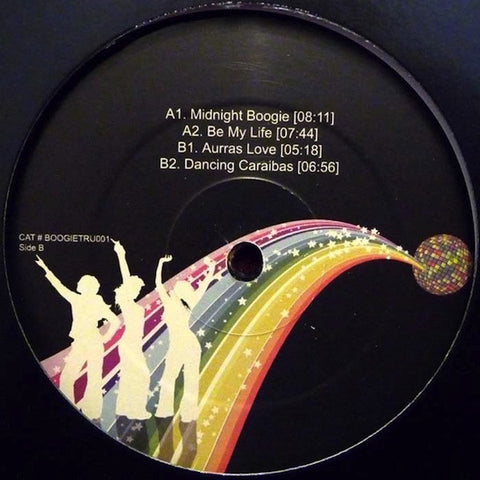 A1. Midnight Boogie [08:11]
A2. Be My Life [07:44]
B1. Aurras Love [05:18]
B2. Dancing Caraibas [06:56]
CAT # BOOGIETRU001
Side B